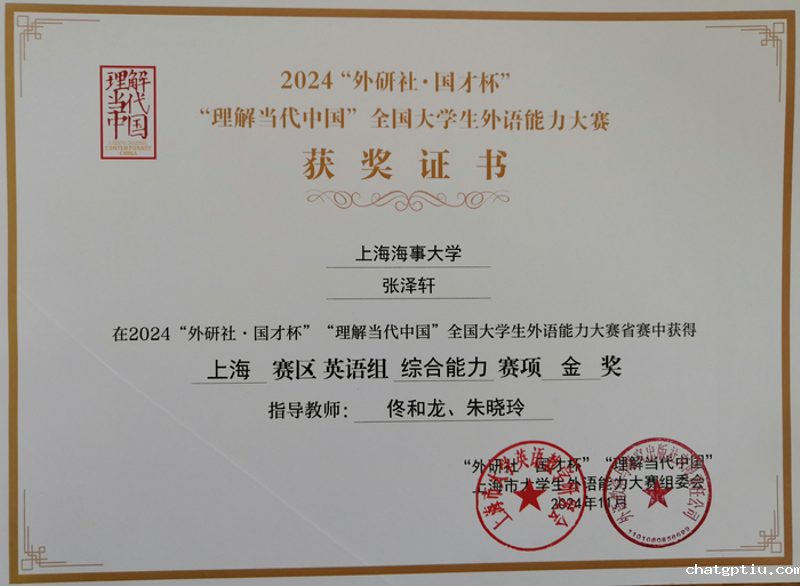 理解
当代
中国
CONTEMPORARY
CHINA
2024“外研社·国才杯”
“理解当代中国”全国大学生外语能力大赛
获奖证书
上海海事大学
张泽轩
在2024“外研社·国才杯”“理解当代中国”全国大学生外语能力大赛省赛中获得
上海 赛区 英语组 综合能力 赛项 金 奖
指导教师: 佟和龙、朱晓玲
“外研社 国才杯”“理解当代中国”
上海市大学生外语能力大赛组委会
2024年11月
1101080656699
chatgptiu.com